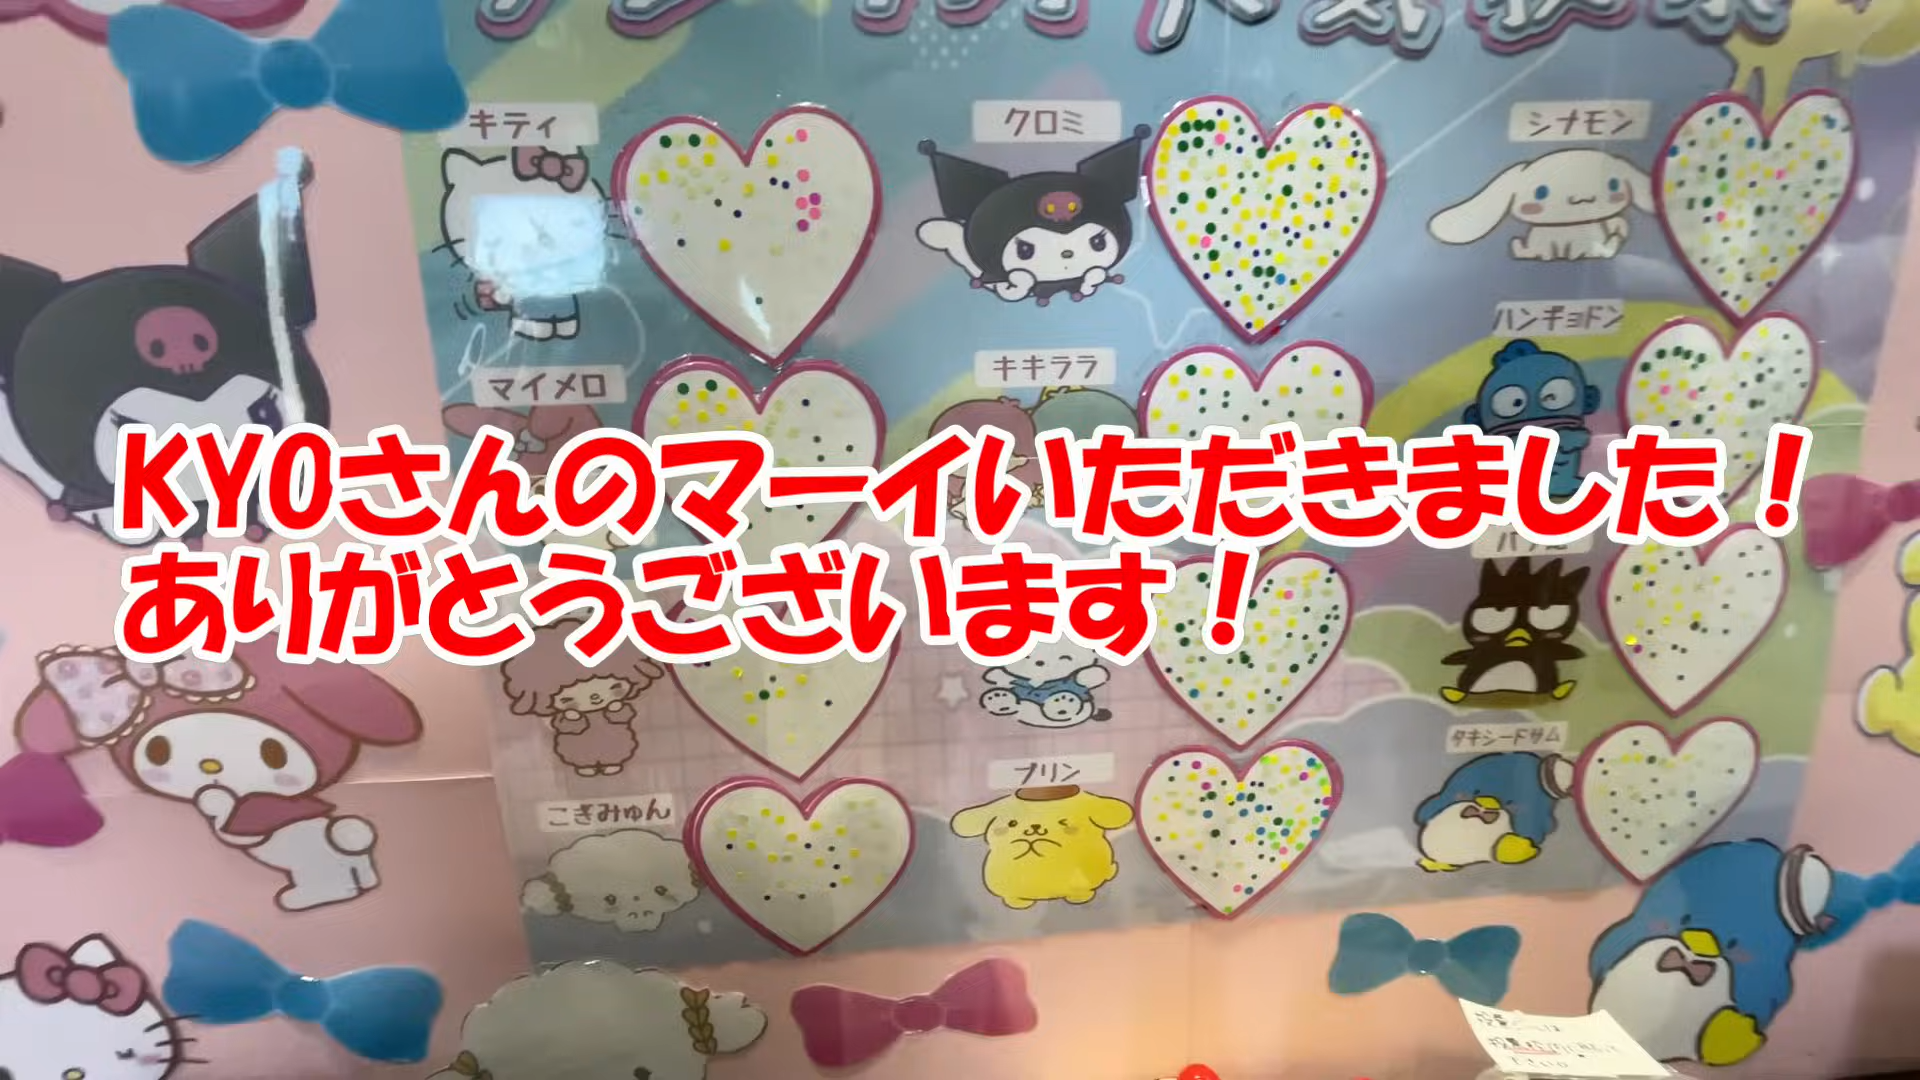 キティ
クロミ
シナモン
マイメロ
キキララ
ハンギョドン
KYOさんのマーイいただきました！
ありがとうございます！
こぎみゅん
プリン
タキシードサム